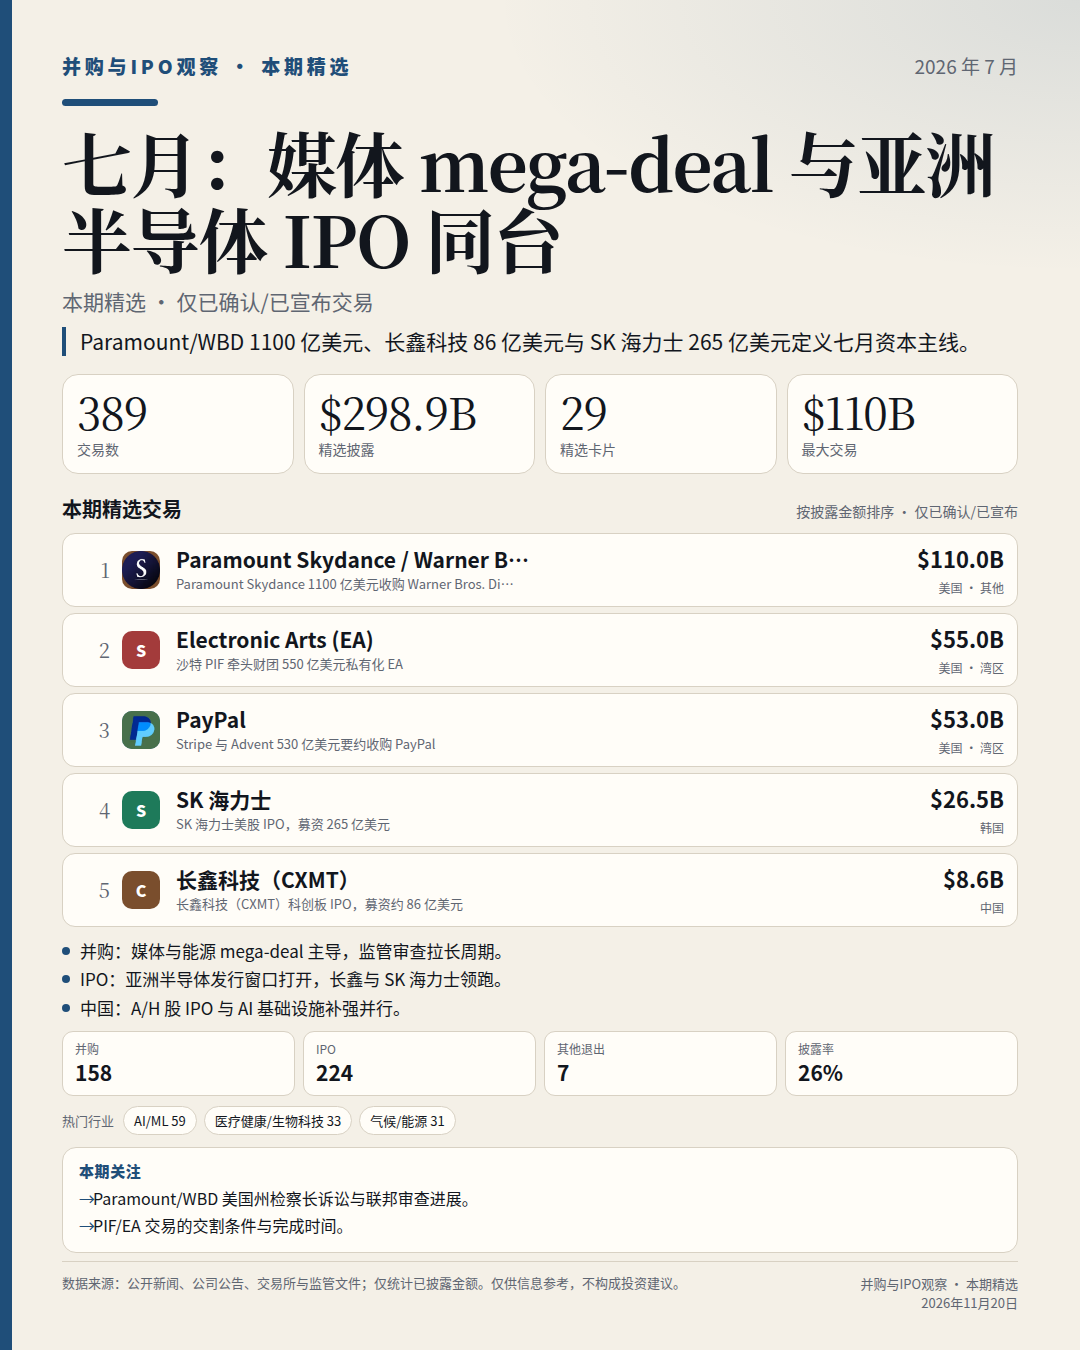 并购与IPO观察 · 本期精选
2026 年 7 月
七月：媒体 mega-deal 与亚洲
半导体 IPO 同台
本期精选 · 仅已确认/已宣布交易
Paramount/WBD 1100 亿美元、长鑫科技 86 亿美元与 SK 海力士 265 亿美元定义七月资本主线。
389
交易数
$298.9B
精选披露
29
精选卡片
$110B
最大交易
本期精选交易
按披露金额排序 · 仅已确认/已宣布
1
S
Paramount Skydance / Warner B…
Paramount Skydance 1100 亿美元收购 Warner Bros. Di…
$110.0B
美国 · 其他
2
S
Electronic Arts (EA)
沙特 PIF 牵头财团 550 亿美元私有化 EA
$55.0B
美国 · 湾区
3
PayPal
Stripe 与 Advent 530 亿美元要约收购 PayPal
$53.0B
美国 · 湾区
4
S
SK 海力士
SK 海力士美股 IPO，募资 265 亿美元
$26.5B
韩国
5
C
长鑫科技（CXMT）
长鑫科技（CXMT）科创板 IPO，募资约 86 亿美元
$8.6B
中国
并购：媒体与能源 mega-deal 主导，监管审查拉长周期。
IPO：亚洲半导体发行窗口打开，长鑫与 SK 海力士领跑。
中国：A/H 股 IPO 与 AI 基础设施补强并行。
并购
158
IPO
224
其他退出
7
披露率
26%
热门行业 AI/ML 59 医疗健康/生物科技 33 气候/能源 31
本期关注
→Paramount/WBD 美国州检察长诉讼与联邦审查进展。
→PIF/EA 交易的交割条件与完成时间。
数据来源：公开新闻、公司公告、交易所与监管文件；仅统计已披露金额。仅供信息参考，不构成投资建议。
并购与IPO观察 · 本期精选
2026年11月20日